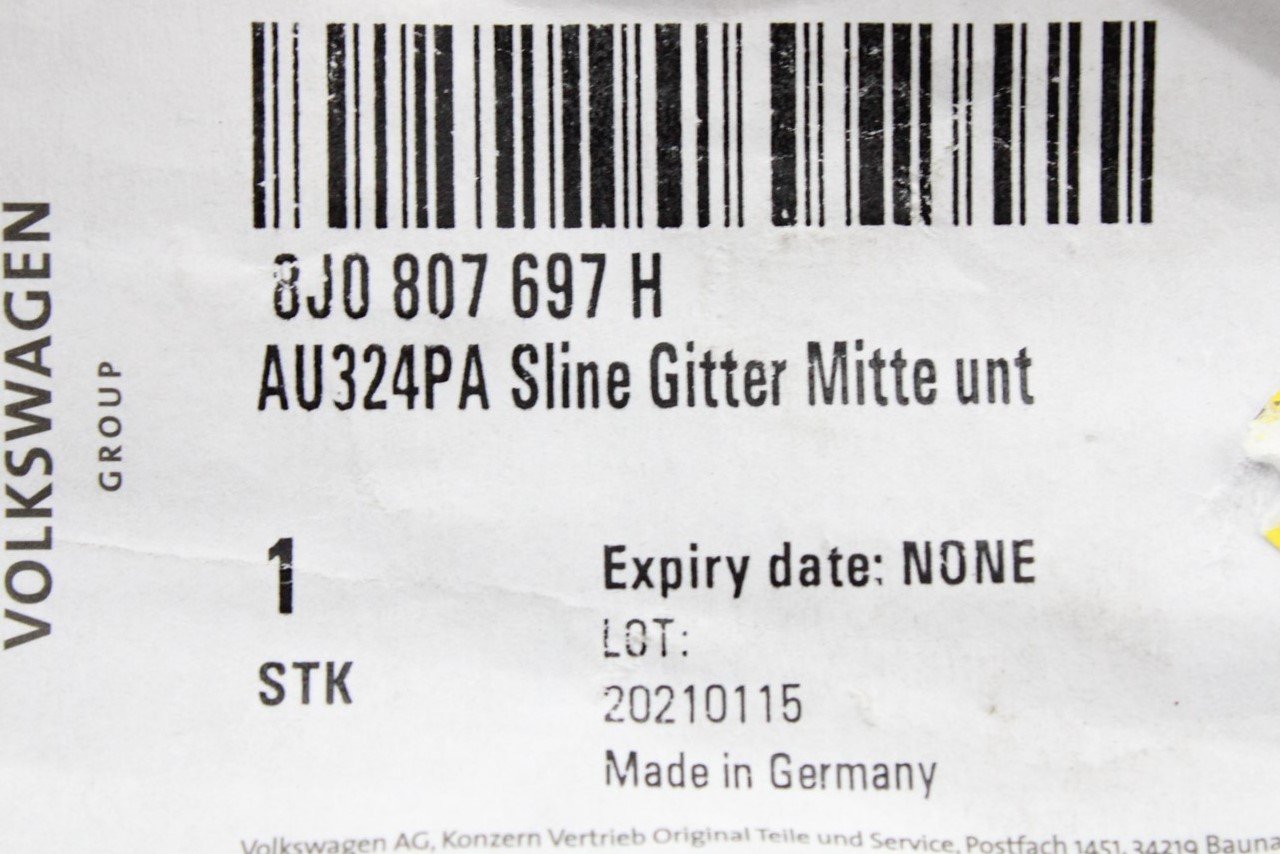 VOLKSWAGEN
GROUP
8J0 807 697 H
AU324PA Sline Gitter Mitte unt
1
STK
Expiry date: NONE
LOT:
20210115
Made in Germany
Volkswagen AG, Konzern Vertrieb Original Teile und Service, Postfach 1451, 34219